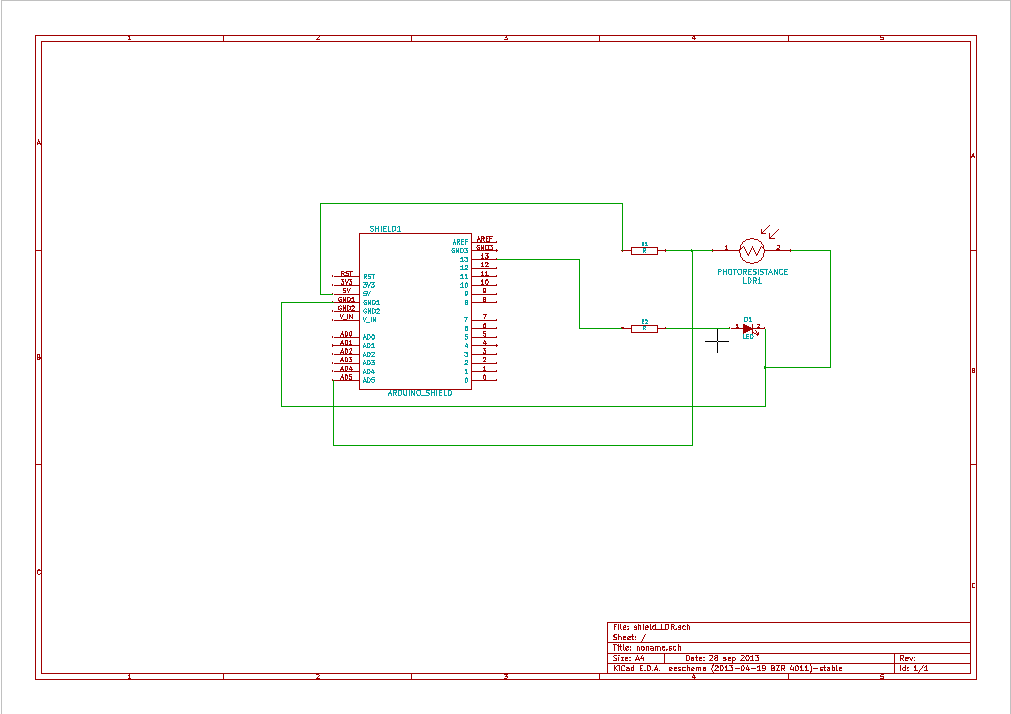 1 2 3 4 5
A
A
SHIELD1
AREF AREF
GND3 GND3
13 13
12 12
11 11
10 10
9 9
8 8
7 7
6 6
5 5
4 4
3 3
2 2
1 1
0 0
RST RST
3V3 3V3
5V 5V
GND1 GND1
GND2 GND2
V_IN V_IN
AD0 AD0
AD1 AD1
AD2 AD2
AD3 AD3
AD4 AD4
AD5 AD5
ARDUINO_SHIELD
R
1 2
PHOTORESISTANCE
LDR1
R
D1
1 2
LED
B
B
C
C
File: shield_LDR.sch
Sheet: /
Title: noname.sch
Size: A4 Date: 28 sep 2013 Rev:
KiCad E.D.A. eeschema (2013-04-19 BZR 4011)-stable Id: 1/1
1 2 3 4 5